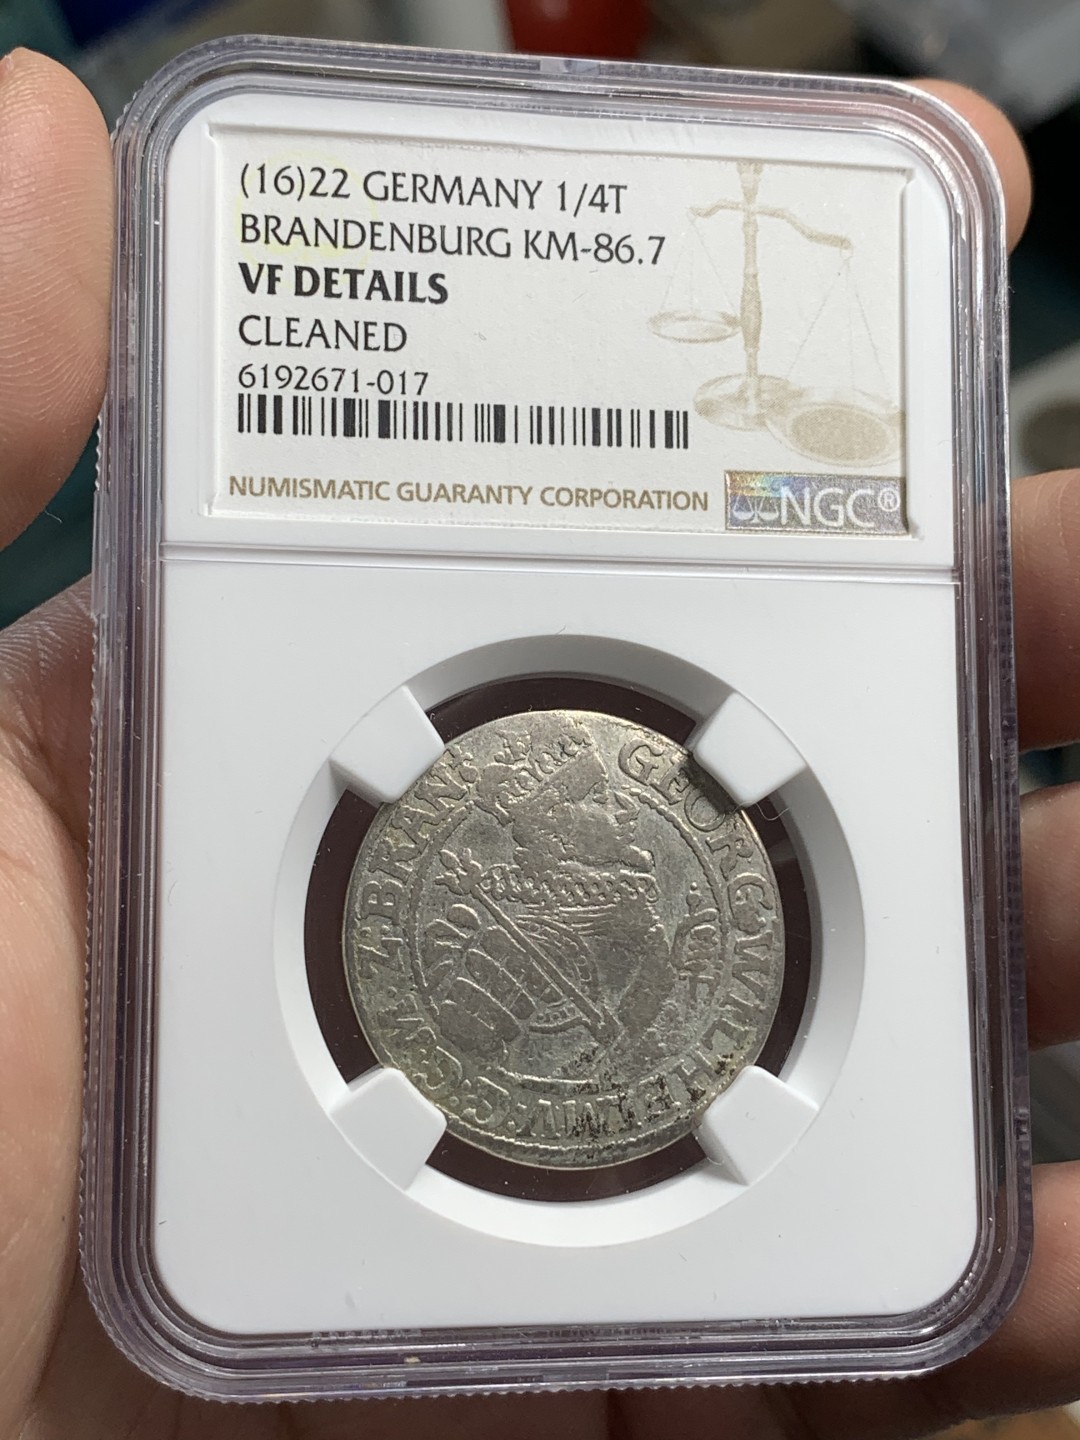 (16)22 GERMANY 1/4T
BRANDENBURG KM-86.7
VF DETAILS
CLEANED
6192671-017
NUMISMATIC GUARANTY CORPORATION
NGC®
GEORG:WILHELM:V:G:G:M:Z:BRAN